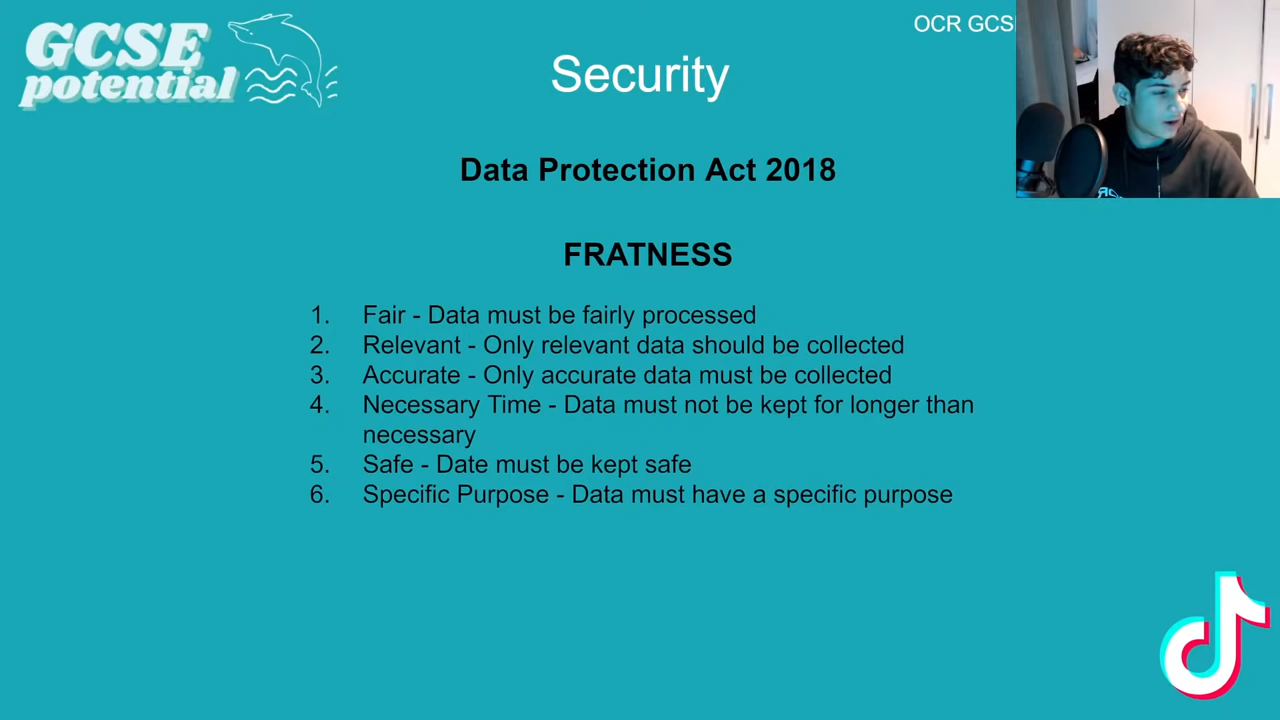 GCSE
potential
OCR GCS
Security
Data Protection Act 2018
FRATNESS
1. Fair - Data must be fairly processed
2. Relevant - Only relevant data should be collected
3. Accurate - Only accurate data must be collected
4. Necessary Time - Data must not be kept for longer than
necessary
5. Safe - Date must be kept safe
6. Specific Purpose - Data must have a specific purpose